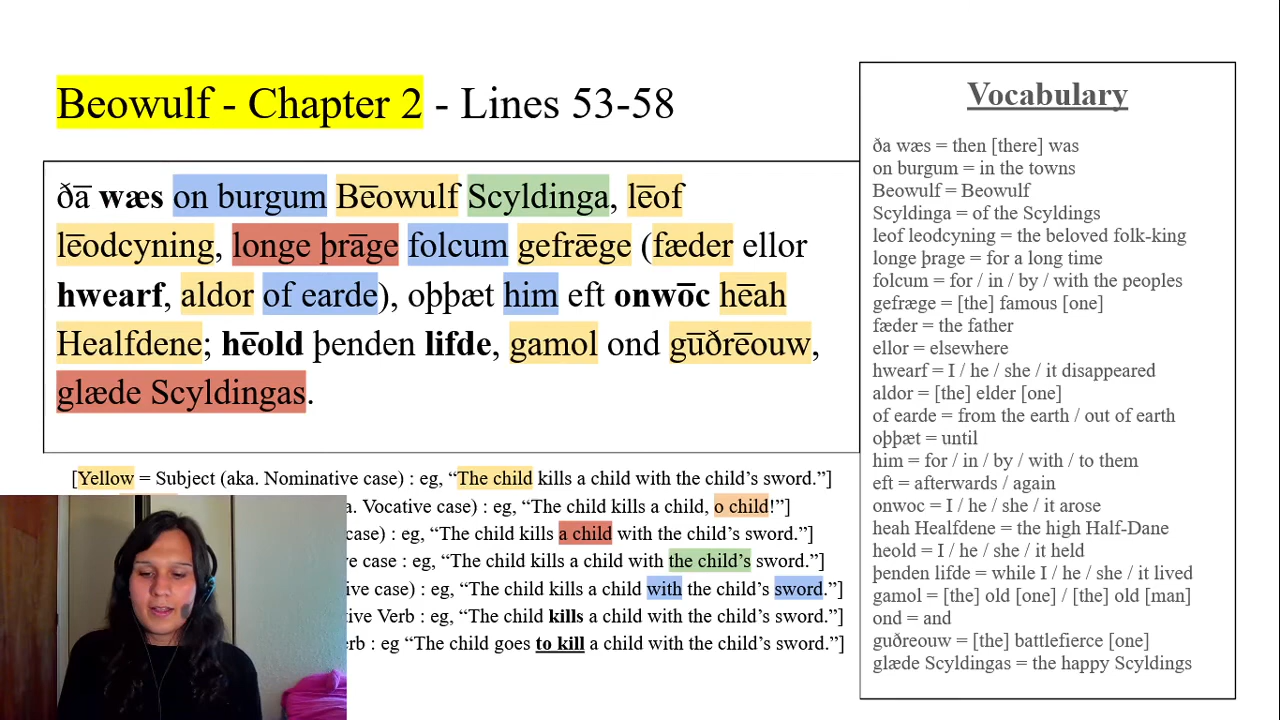 Beowulf - Chapter 2 - Lines 53-58
ðā wæs on burgum Bēowulf Scyldinga, lēof
lēodcyning, longe þrāge folcum gefrǣge (fæder ellor
hwearf, aldor of earde), oþþæt him eft onwōc hēah
Healfdene; hēold þenden lifde, gamol ond gūðrēouw,
glæde Scyldingas.
[Yellow = Subject (aka. Nominative case) : eg, “The child kills a child with the child’s sword.”]
a. Vocative case) : eg, “The child kills a child, o child!”]
case) : eg, “The child kills a child with the child’s sword.”]
ve case : eg, “The child kills a child with the child’s sword.”]
ive case) : eg, “The child kills a child with the child’s sword.”]
tive Verb : eg, “The child kills a child with the child’s sword.”]
rb : eg “The child goes to kill a child with the child’s sword.”]
Vocabulary
ða wæs = then [there] was
on burgum = in the towns
Beowulf = Beowulf
Scyldinga = of the Scyldings
leof leodcyning = the beloved folk-king
longe þrage = for a long time
folcum = for / in / by / with the peoples
gefræge = [the] famous [one]
fæder = the father
ellor = elsewhere
hwearf = I / he / she / it disappeared
aldor = [the] elder [one]
of earde = from the earth / out of earth
oþþæt = until
him = for / in / by / with / to them
eft = afterwards / again
onwoc = I / he / she / it arose
heah Healfdene = the high Half-Dane
heold = I / he / she / it held
þenden lifde = while I / he / she / it lived
gamol = [the] old [one] / [the] old [man]
ond = and
guðreouw = [the] battlefierce [one]
glæde Scyldingas = the happy Scyldings